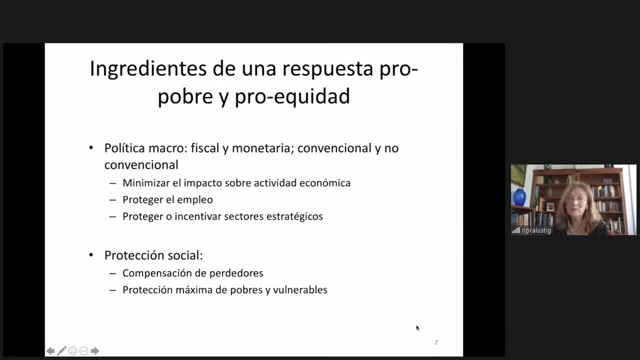 Ingredientes de una respuesta pro-
pobre y pro-equidad
• Política macro: fiscal y monetaria; convencional y no
convencional
– Minimizar el impacto sobre actividad económica
– Proteger el empleo
– Proteger o incentivar sectores estratégicos
• Protección social:
– Compensación de perdedores
– Protección máxima de pobres y vulnerables
2
noralustig